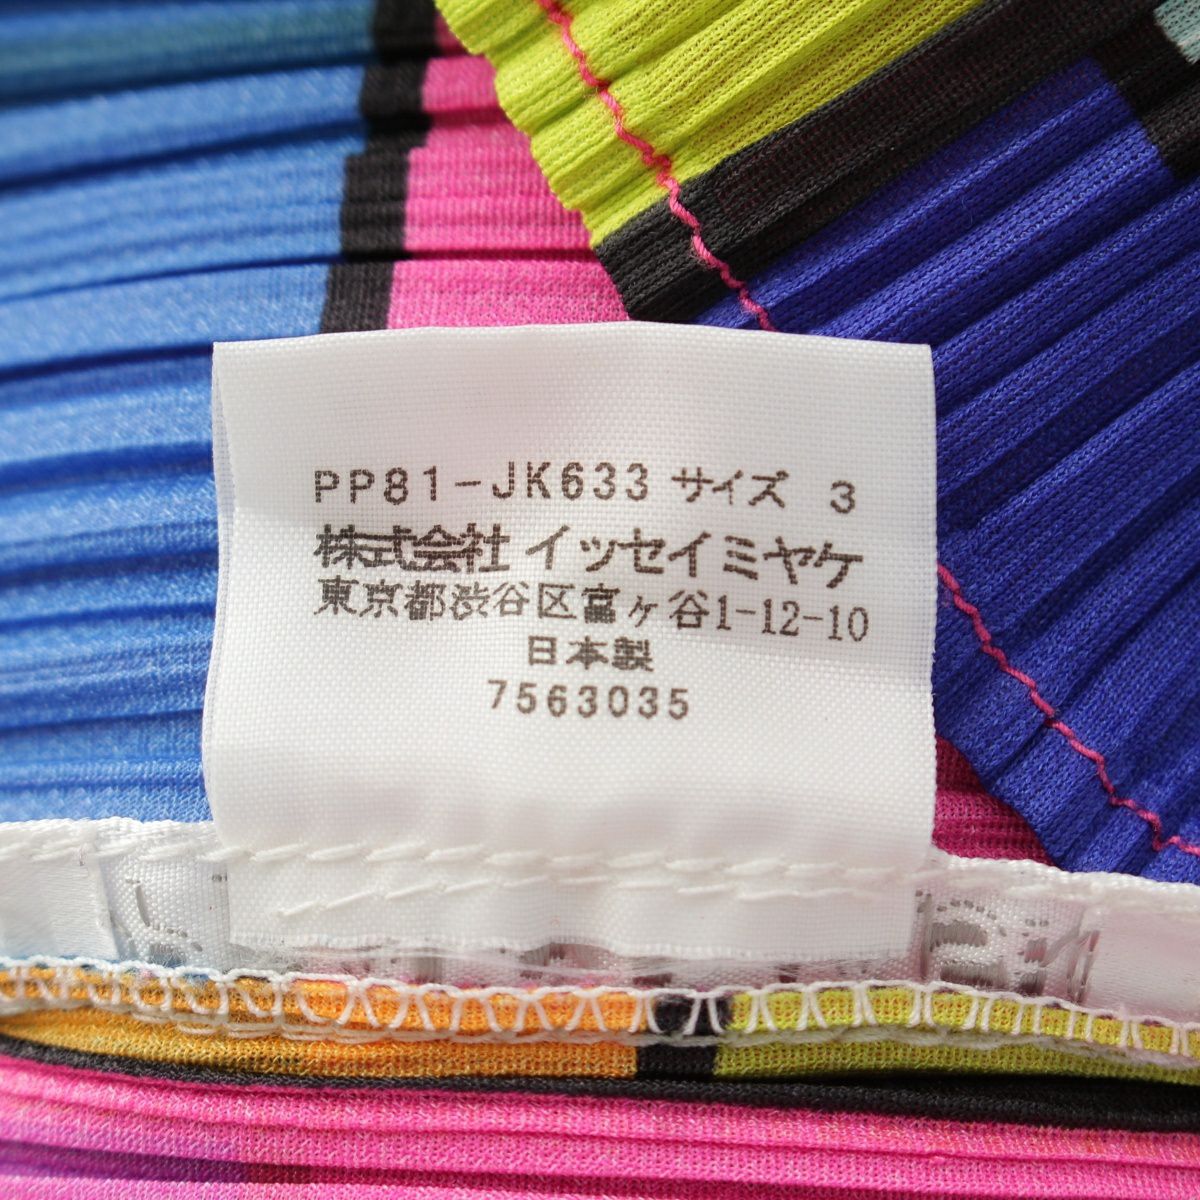 PP81-JK633 サイズ 3
株式会社 イッセイミヤケ
東京都渋谷区富ヶ谷1-12-10
日本製
7563035